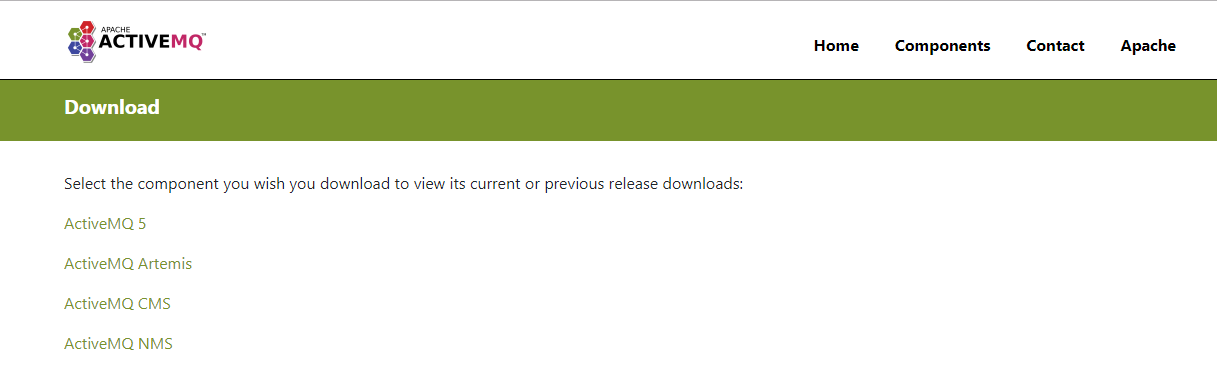 APACHE
ACTIVEMQ™
Home Components Contact Apache
Download
Select the component you wish you download to view its current or previous release downloads:
ActiveMQ 5
ActiveMQ Artemis
ActiveMQ CMS
ActiveMQ NMS